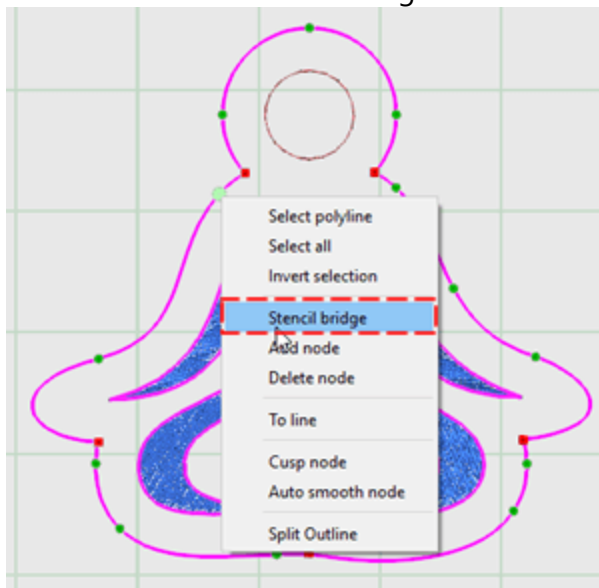 Select polyline
Select all
Invert selection
Stencil bridge
Add node
Delete node
To line
Cusp node
Auto smooth node
Split Outline